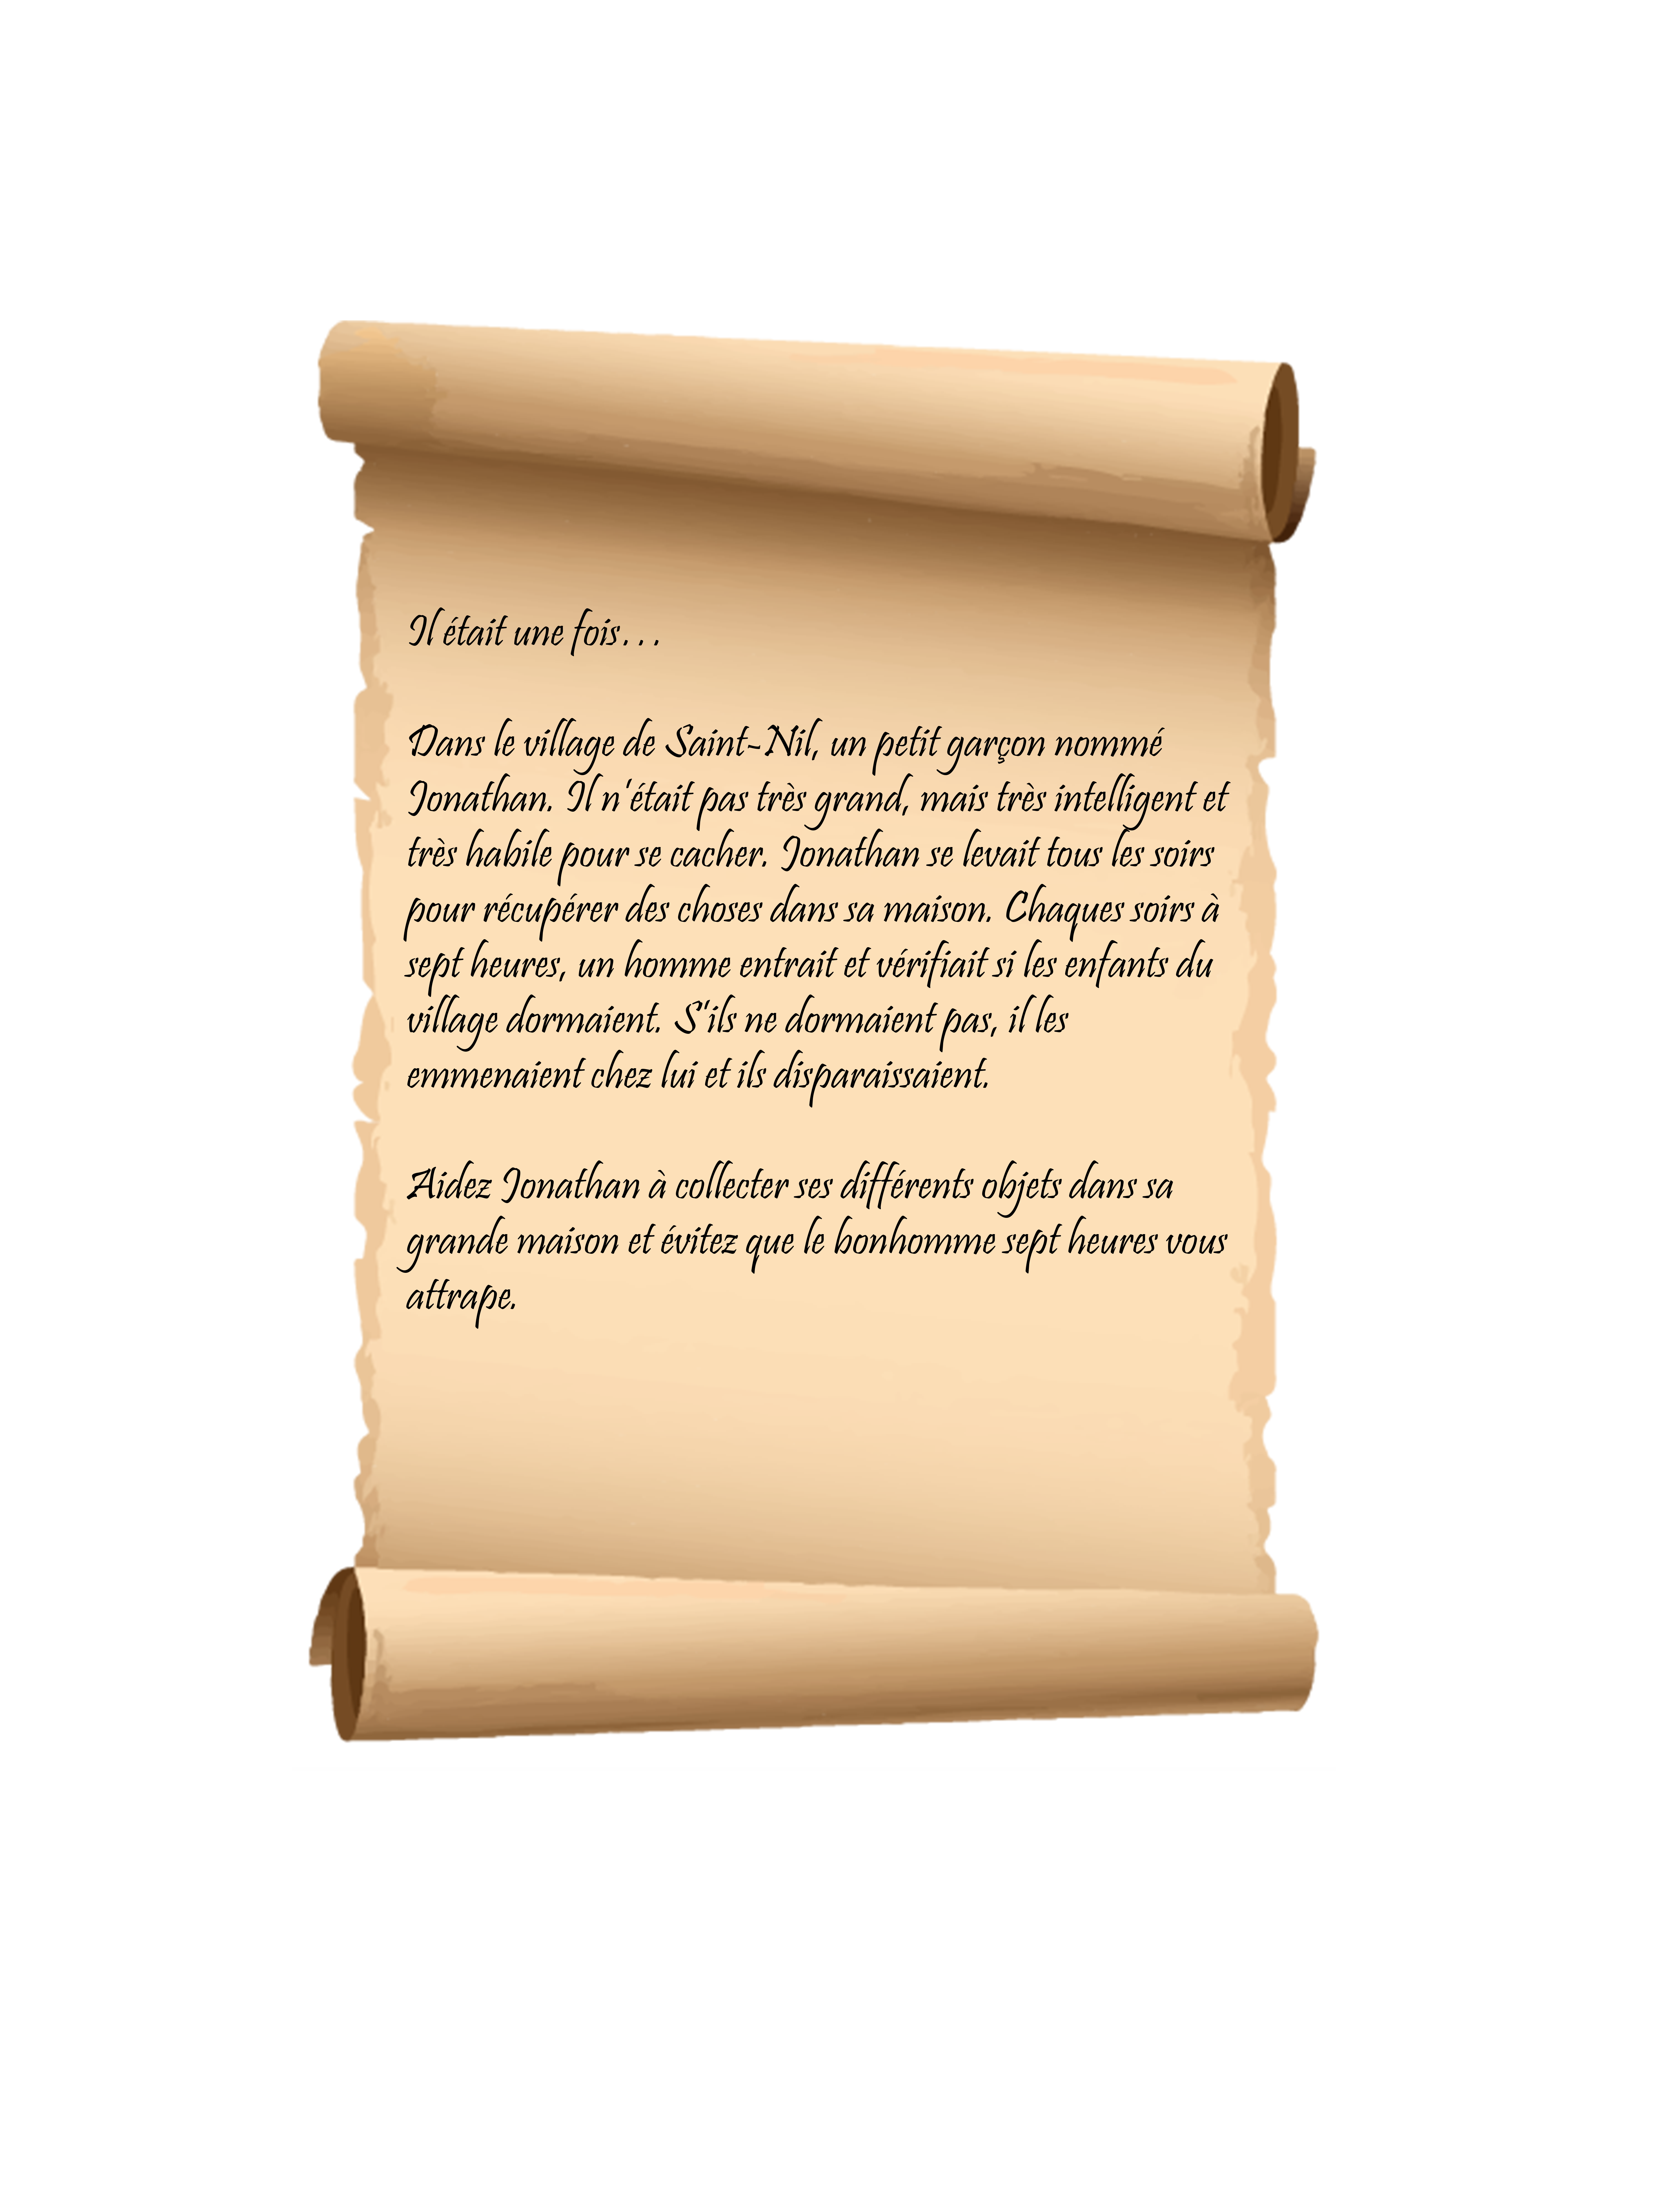 Il était une fois…
Dans le village de Saint-Nil, un petit garçon nommé
Jonathan. Il n'était pas très grand, mais très intelligent et
très habile pour se cacher. Jonathan se levait tous les soirs
pour récupérer des choses dans sa maison. Chaques soirs à
sept heures, un homme entrait et vérifiait si les enfants du
village dormaient. S'ils ne dormaient pas, il les
emmenaient chez lui et ils disparaissaient.
Aidez Jonathan à collecter ses différents objets dans sa
grande maison et évitez que le bonhomme sept heures vous
attrape.